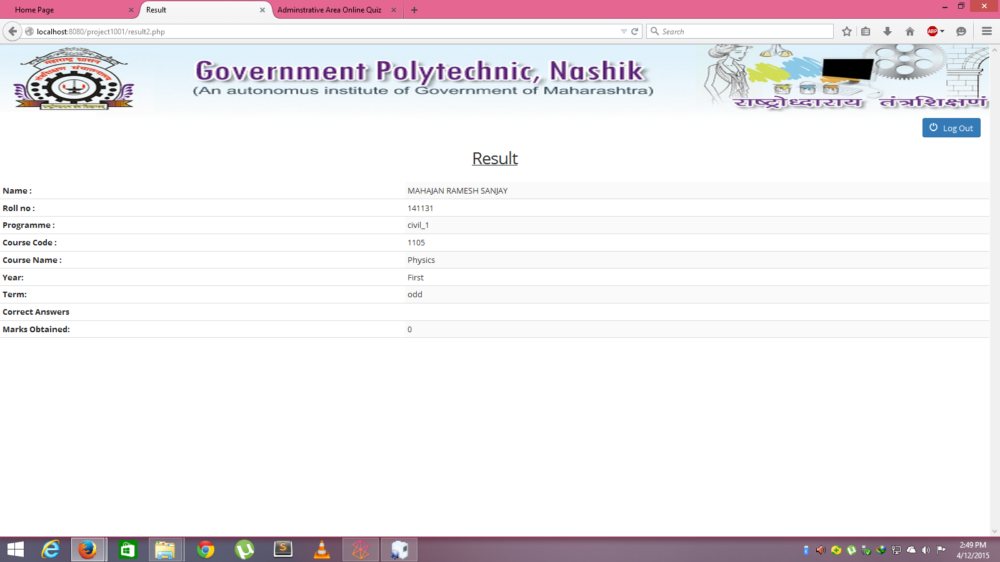 Home Page
Result
Adminstrative Area Online Quiz
localhost:8080/project1001/result2.php
Search
ABP
महाराष्ट्र शासन
Government Polytechnic, Nashik
(An autonomus institute of Government of Maharashtra)
राष्ट्रोध्दाराय तंत्रशिक्षणं
Log Out
Result
Name : MAHAJAN RAMESH SANJAY
Roll no : 141131
Programme : civil_1
Course Code : 1105
Course Name : Physics
Year: First
Term: odd
Correct Answers
Marks Obtained: 0
2:49 PM
4/12/2015